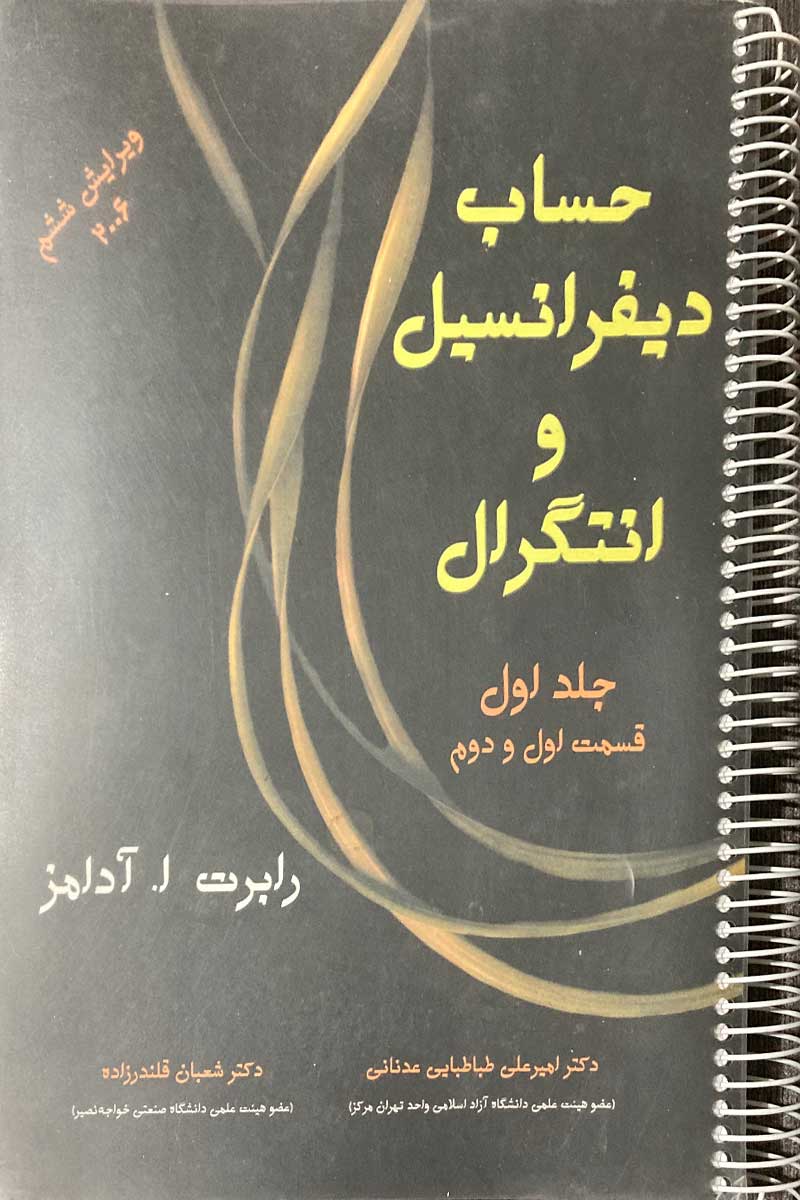 ویرایش ششم
۲۰۰۶
حساب
دیفرانسیل
و
انتگرال
جلد اول
قسمت اول و دوم
رابرت ا. آدامز
دکتر امیرعلی طباطبایی عدنانی
(عضو هیئت علمی دانشگاه آزاد اسلامی واحد تهران مرکز)
دکتر شعبان قلندرزاده
(عضو هیئت علمی دانشگاه صنعتی خواجه‌نصیر)